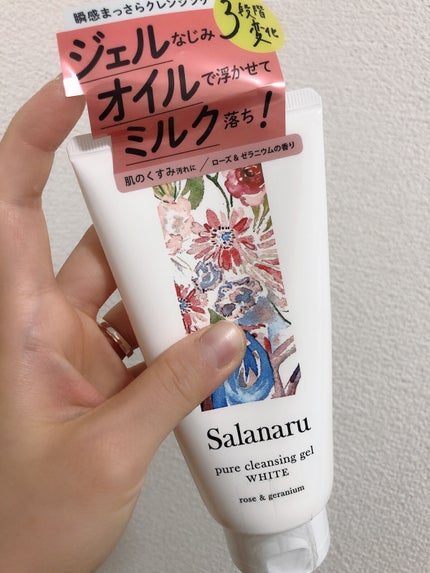 瞬感まっさらクレンジング
3段階
変化
ジェルなじみ
オイルで浮かせて
ミルク落ち!
肌のくすみ汚れに/ローズ&ゼラニウムの香り
Salanaru
pure cleansing gel
WHITE
rose & geranium